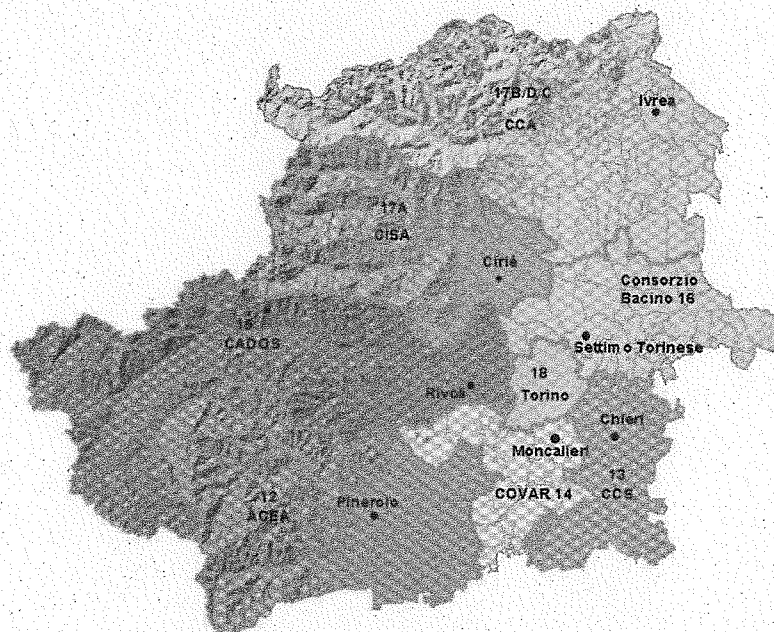 17B/D/C
CCA
Ivrea
17A
CISA
Ciriè
Consorzio
Bacino 16
15
CADOS
Settimo Torinese
Rivoli
18
Torino
Chieri
Moncalieri
12
ACEA
Pinerolo
COVAR 14
13
CCS